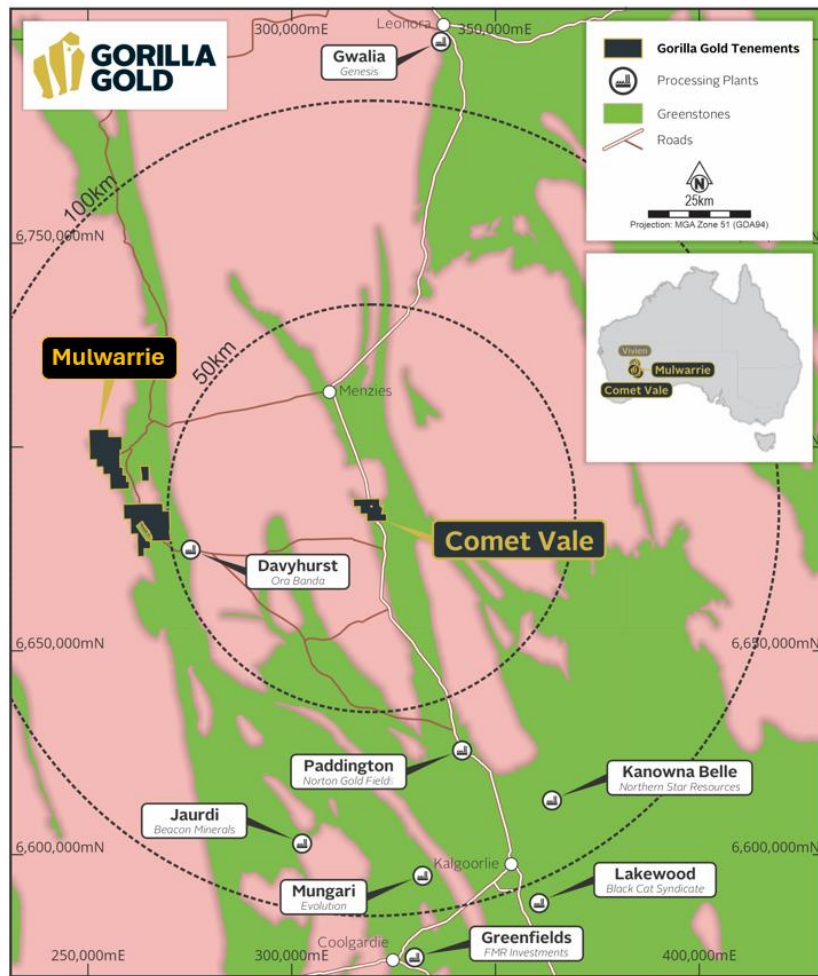 GORILLA
GOLD
300,000mE
Leonora
350,000mE
Gwalia
Genesis
Gorilla Gold Tenements
Processing Plants
Greenstones
Roads
N
25km
Projection: MGA Zone 51 (GDA94)
100km
6,750,000mN
Mulwarrie
50km
Menzies
Vivien
Mulwarrie
Comet Vale
Comet Vale
Davyhurst
Ora Banda
6,650,000mN
6,650,000mN
Paddington
Norton Gold Fields
Kanowna Belle
Northern Star Resources
Jaurdi
Beacon Minerals
6,600,000mN
6,600,000mN
Kalgoorlie
Mungari
Evolution
Lakewood
Black Cat Syndicate
Coolgardie
Greenfields
FMR Investments
250,000mE
300,000mE
400,000mE